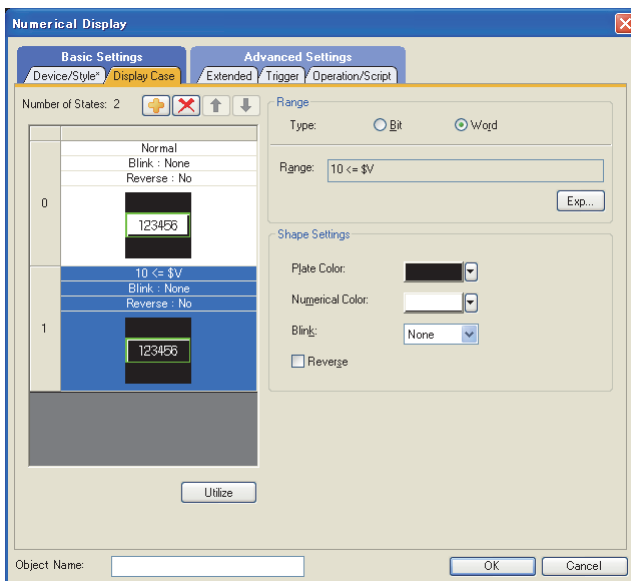 Numerical Display
Basic Settings
Advanced Settings
Device/Style*
Display Case
Extended
Trigger
Operation/Script
Number of States: 2
Normal
Blink : None
Reverse : No
0
123456
10 <= $V
Blink : None
Reverse : No
1
123456
Utilize
Range
Type:
Bit
Word
Range:
10 <= $V
Exp...
Shape Settings
Plate Color:
Numerical Color:
Blink:
None
Reverse
Object Name:
OK
Cancel